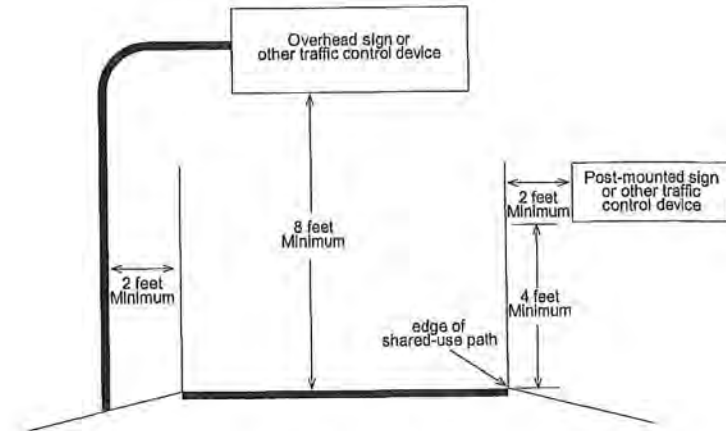 Overhead sign or
other traffic control device
Post-mounted sign
or other traffic
control device
2 feet
Minimum
8 feet
Minimum
2 feet
Minimum
4 feet
Minimum
edge of
shared-use path